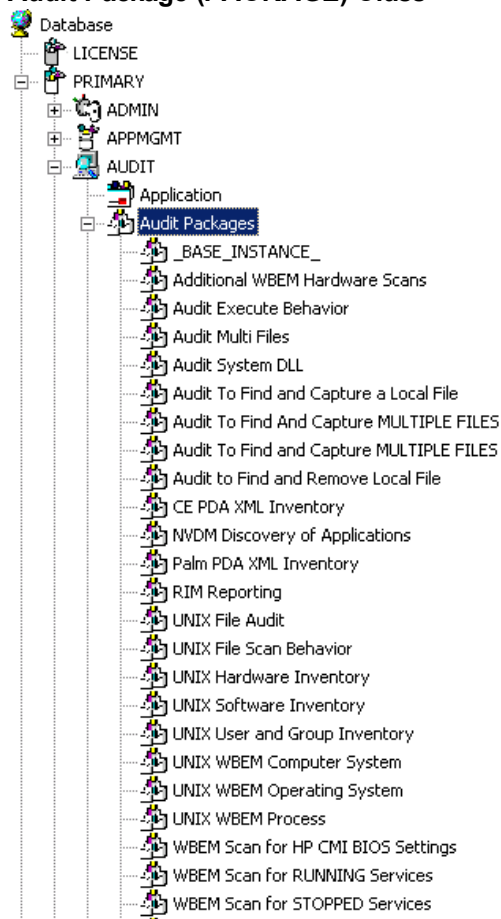 Audit Package (PACKAGE) Class
Database
LICENSE
PRIMARY
ADMIN
APPMGMT
AUDIT
Application
Audit Packages
_BASE_INSTANCE_
Additional WBEM Hardware Scans
Audit Execute Behavior
Audit Multi Files
Audit System DLL
Audit To Find and Capture a Local File
Audit To Find And Capture MULTIPLE FILES
Audit To Find and Capture MULTIPLE FILES
Audit to Find and Remove Local File
CE PDA XML Inventory
NVDM Discovery of Applications
Palm PDA XML Inventory
RIM Reporting
UNIX File Audit
UNIX File Scan Behavior
UNIX Hardware Inventory
UNIX Software Inventory
UNIX User and Group Inventory
UNIX WBEM Computer System
UNIX WBEM Operating System
UNIX WBEM Process
WBEM Scan for HP CMI BIOS Settings
WBEM Scan for RUNNING Services
WBEM Scan for STOPPED Services